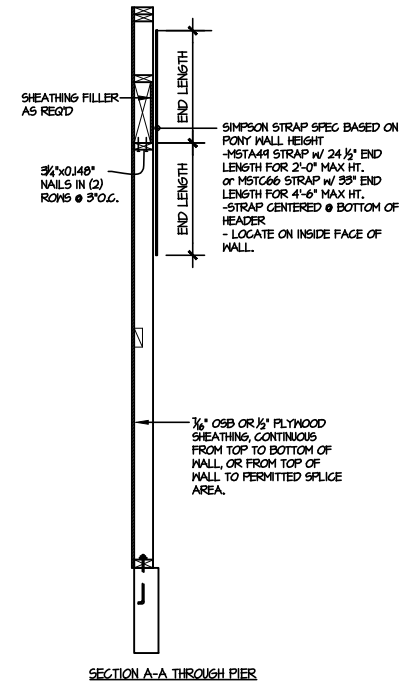 SHEATHING FILLER
AS REQ'D
3¼"x0.148"
NAILS IN (2)
ROWS @ 3"O.C.
END LENGTH
END LENGTH
SIMPSON STRAP SPEC BASED ON
PONY WALL HEIGHT
-MSTA49 STRAP w/ 24 ½" END
LENGTH FOR 2'-0" MAX HT.
or MSTC66 STRAP w/ 33" END
LENGTH FOR 4'-6" MAX HT.
-STRAP CENTERED @ BOTTOM OF
HEADER
- LOCATE ON INSIDE FACE OF
WALL.
7/16" OSB OR ½" PLYWOOD
SHEATHING, CONTINUOUS
FROM TOP TO BOTTOM OF
WALL, OR FROM TOP OF
WALL TO PERMITTED SPLICE
AREA.
SECTION A-A THROUGH PIER